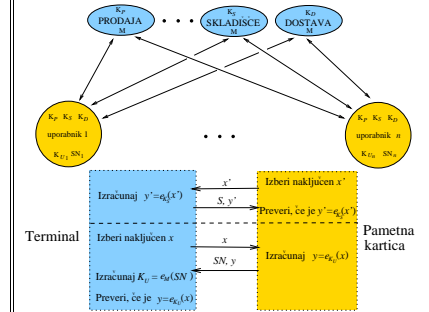 K_P
PRODAJA
M
K_S
SKLADIŠČE
M
K_D
DOSTAVA
M
K_P K_S K_D
uporabnik 1
K_U1 SN_1
K_P K_S K_D
uporabnik n
K_Un SN_n
Terminal
Izračunaj y'=e_KS(x')
Izberi naključen x
Izračunaj K_U = e_M(SN)
Preveri, če je y=e_KU(x)
x'
S, y'
x
SN, y
Izberi naključen x'
Preveri, če je y'=e_KS(x')
Izračunaj y=e_KU(x)
Pametna
kartica